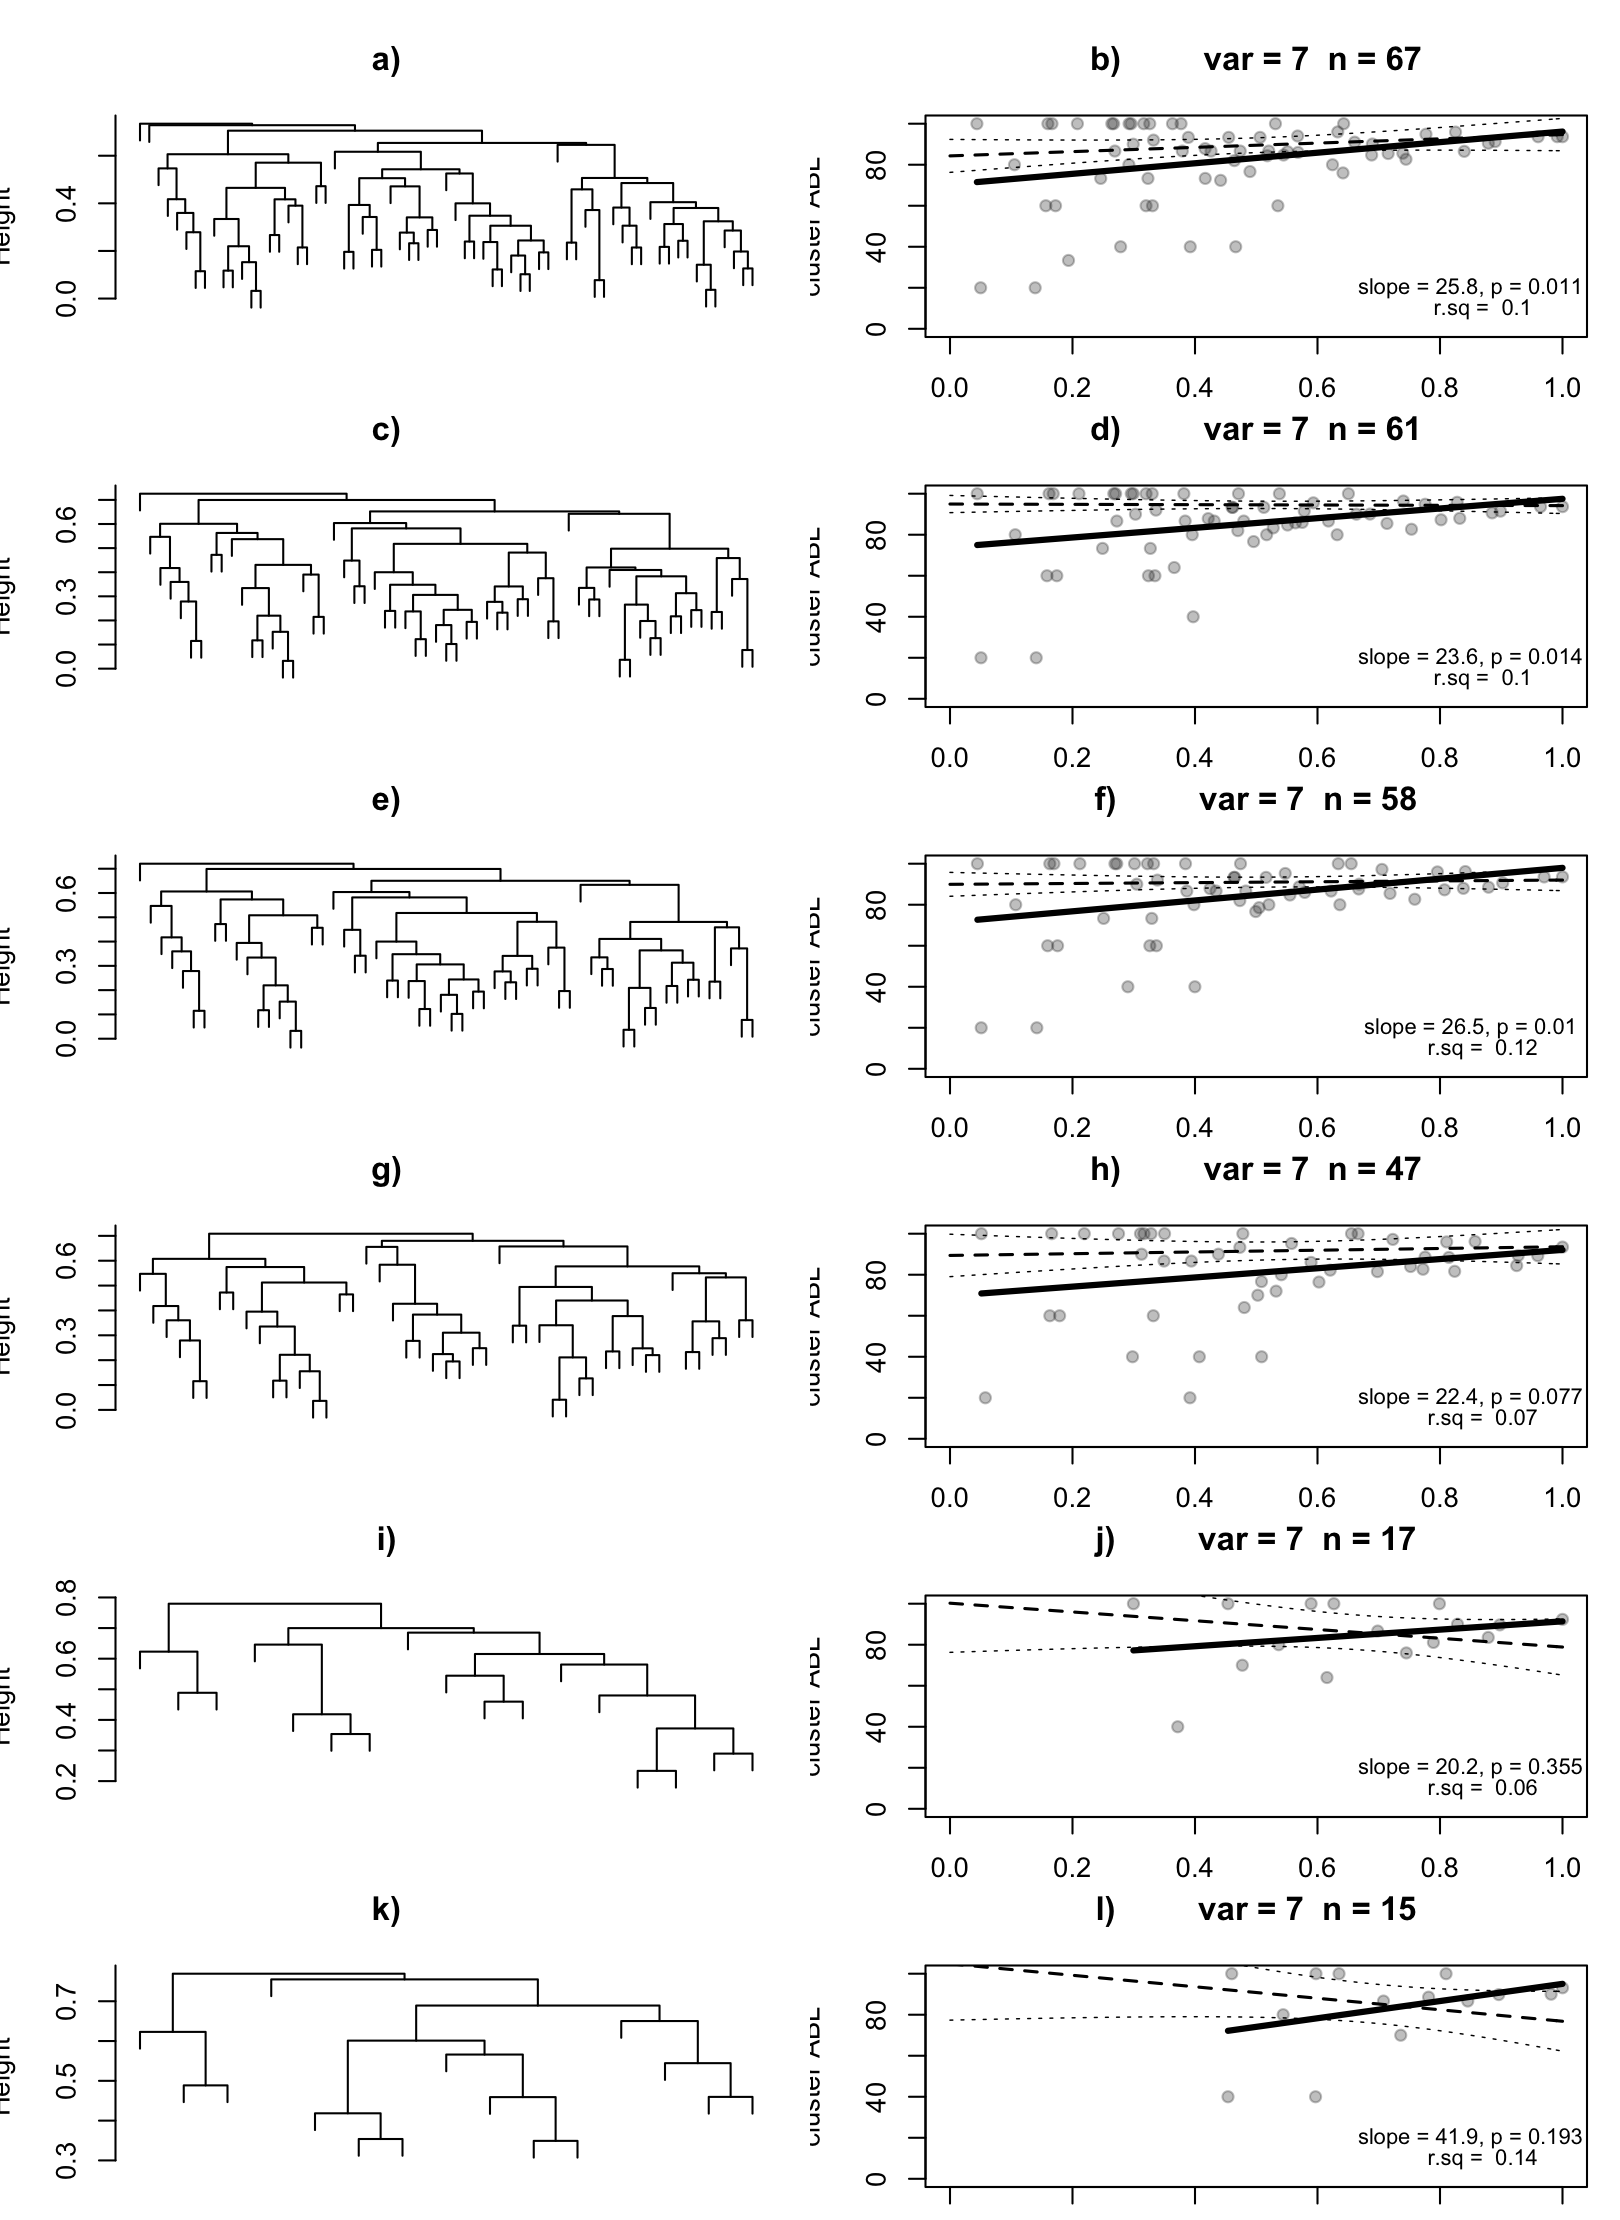 a)
b) var = 7 n = 67
Height
0.0 0.4
cluster ABL
0 40 80
slope = 25.8, p = 0.011
r.sq = 0.1
0.0 0.2 0.4 0.6 0.8 1.0
c)
d) var = 7 n = 61
Height
0.0 0.3 0.6
0 40 80
slope = 23.6, p = 0.014
r.sq = 0.1
0.0 0.2 0.4 0.6 0.8 1.0
e)
f) var = 7 n = 58
Height
0.0 0.3 0.6
0 40 80
slope = 26.5, p = 0.01
r.sq = 0.12
0.0 0.2 0.4 0.6 0.8 1.0
g)
h) var = 7 n = 47
Height
0.0 0.3 0.6
0 40 80
slope = 22.4, p = 0.077
r.sq = 0.07
0.0 0.2 0.4 0.6 0.8 1.0
i)
j) var = 7 n = 17
Height
0.2 0.4 0.6 0.8
0 40 80
slope = 20.2, p = 0.355
r.sq = 0.06
0.0 0.2 0.4 0.6 0.8 1.0
k)
l) var = 7 n = 15
Height
0.3 0.5 0.7
0 40 80
slope = 41.9, p = 0.193
r.sq = 0.14